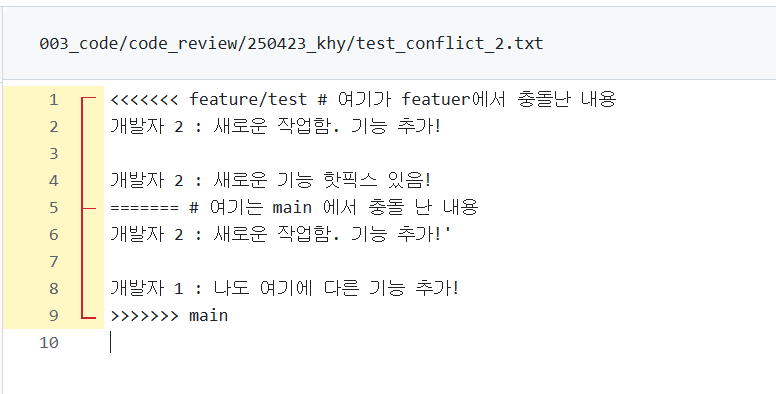 003_code/code_review/250423_khy/test_conflict_2.txt
1 <<<<<<< feature/test # 여기가 featuer에서 충돌난 내용
2 개발자 2 : 새로운 작업함. 기능 추가!
3
4 개발자 2 : 새로운 기능 핫픽스 있음!
5 ======= # 여기는 main 에서 충돌 난 내용
6 개발자 2 : 새로운 작업함. 기능 추가!'
7
8 개발자 1 : 나도 여기에 다른 기능 추가!
9 >>>>>>> main
10